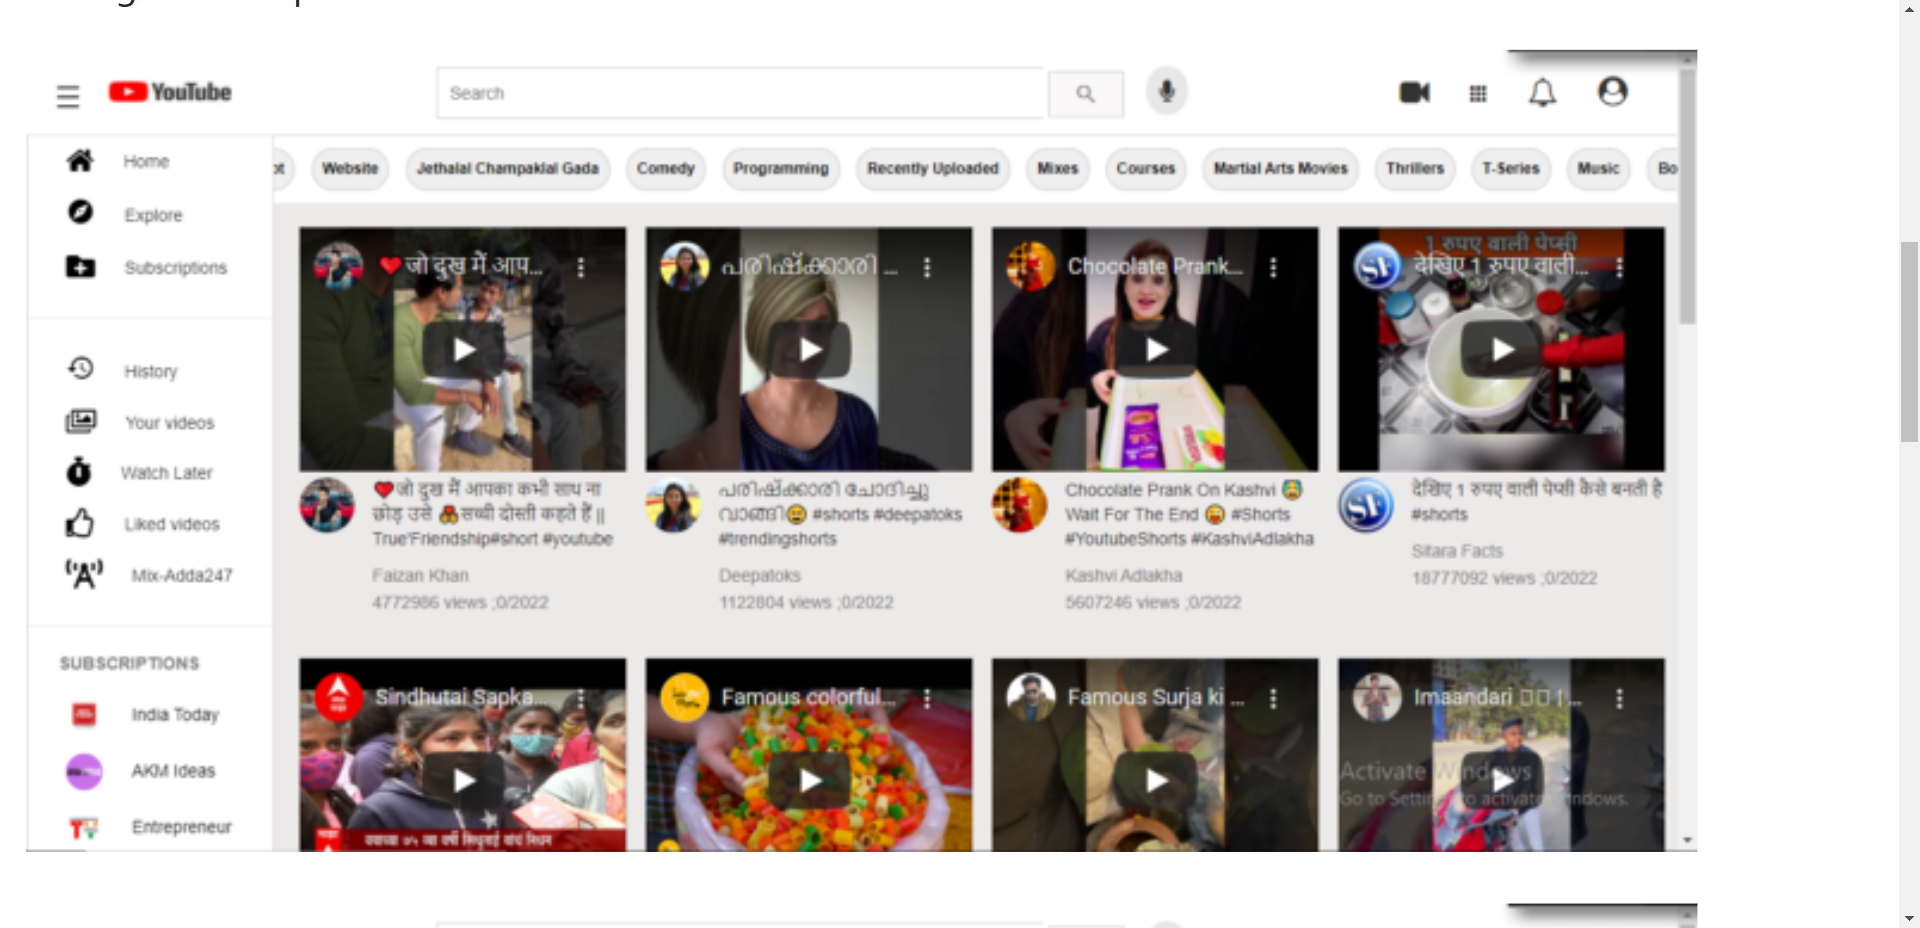 YouTube
Search
Home
Explore
Subscriptions
History
Your videos
Watch Later
Liked videos
Mix-Adda247
SUBSCRIPTIONS
India Today
AKM Ideas
Entrepreneur
ot Website Jethalal Champaklal Gada Comedy Programming Recently Uploaded Mixes Courses Martial Arts Movies Thrillers T-Series Music Bo
❤️जो दुख में आप...
❤️जो दुख में आपका कभी साथ ना
छोड़ उसे सच्ची दोस्ती कहते हैं ||
True'Friendship#short #youtube
Faizan Khan
4772986 views ;0/2022
പരിഷ്ക്കാരി ...
പരിഷ്ക്കാരി ചോദിച്ചു
വാങ്ങി #shorts #deepatoks
#trendingshorts
Deepatoks
1122804 views ;0/2022
Chocolate Prank...
Chocolate Prank On Kashvi
Wait For The End #Shorts
#YoutubeShorts #KashviAdlakha
Kashvi Adlakha
5607246 views ;0/2022
1 रुपए वाली पेप्सी
देखिए 1 रुपए वाली...
देखिए 1 रुपए वाली पेप्सी कैसे बनती है
#shorts
Sitara Facts
18777092 views ;0/2022
Sindhutai Sapka...
Famous colorful...
Famous Surja ki ...
Imaandari | ...
Activate Windows
Go to Settings to activate Windows.